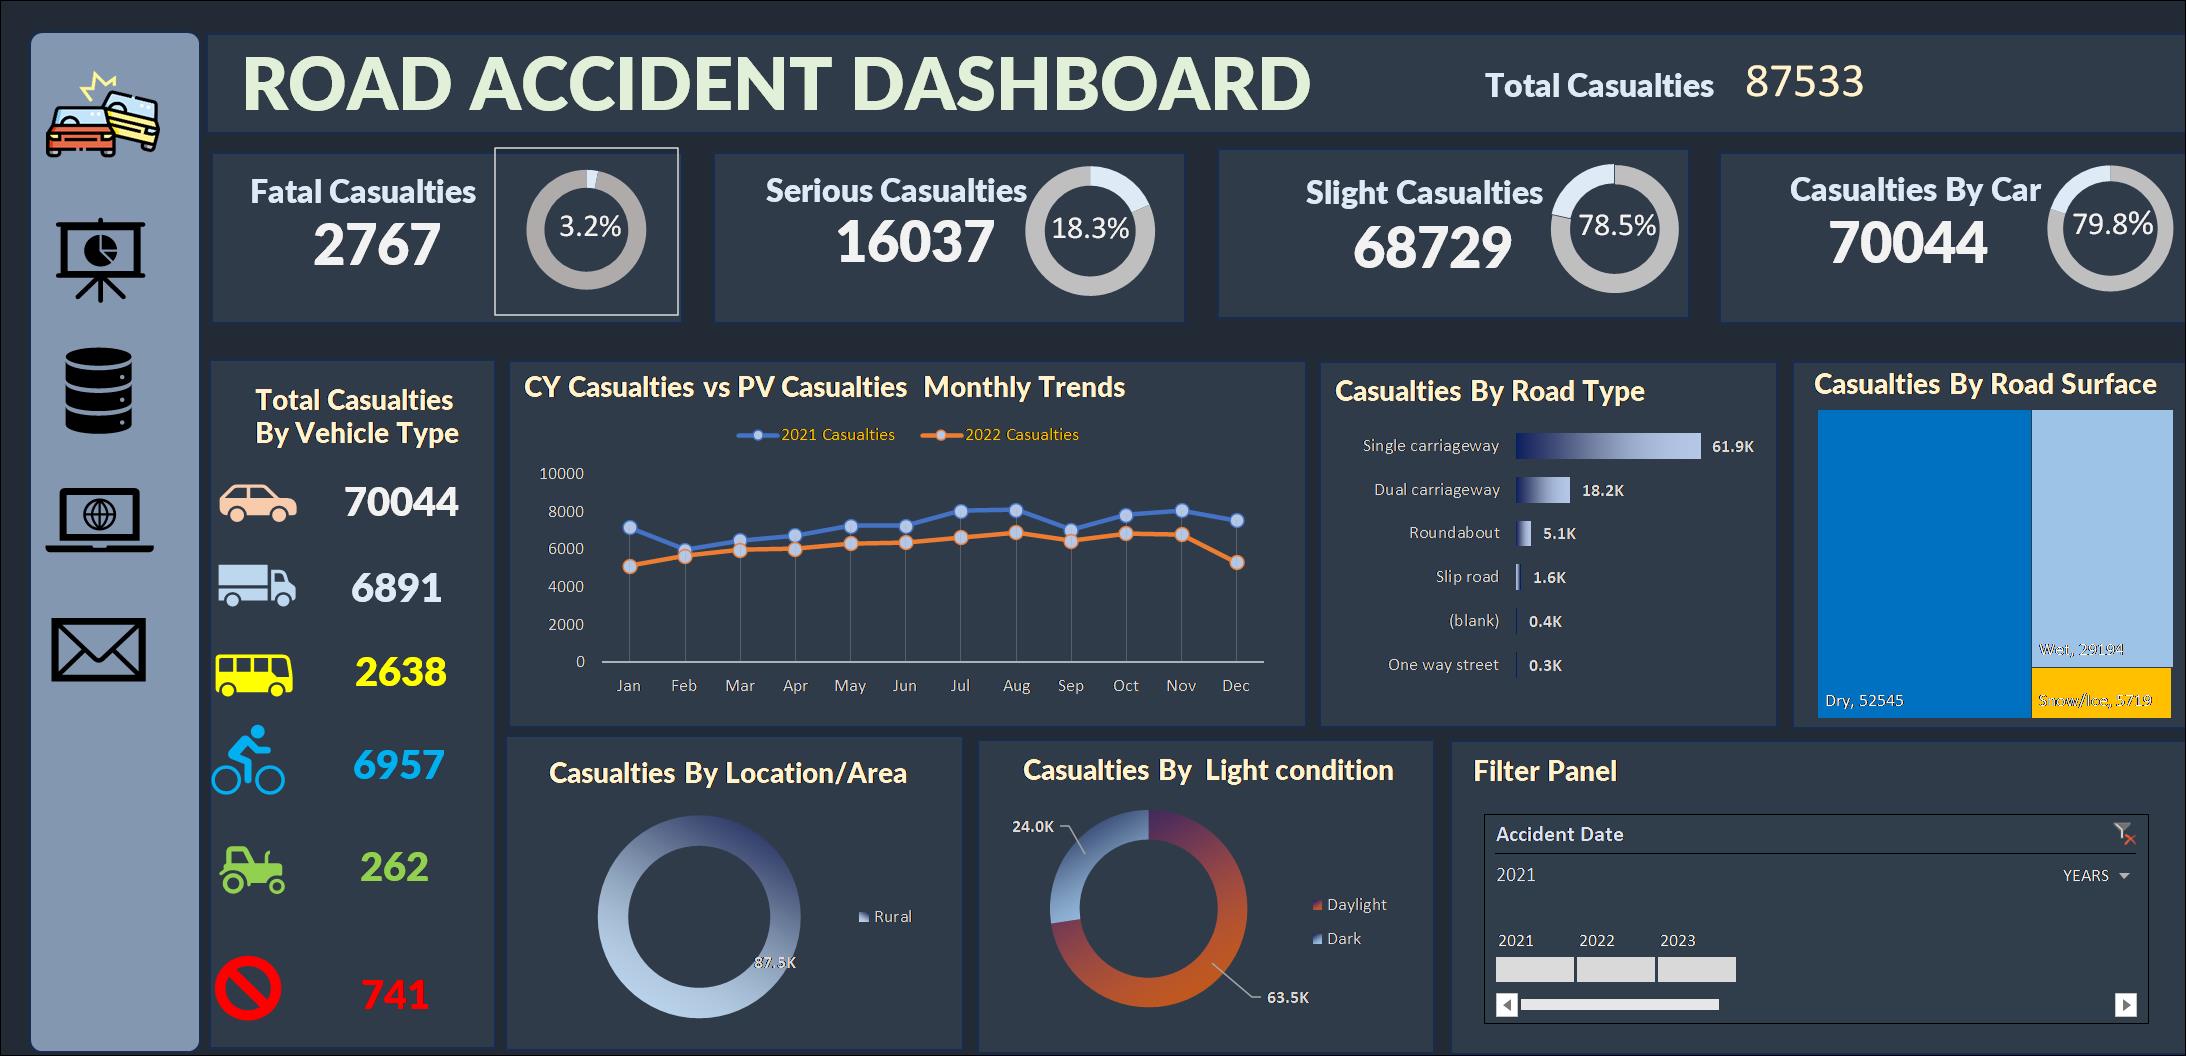 ROAD ACCIDENT DASHBOARD
Total Casualties 87533
Fatal Casualties
2767
3.2%
Serious Casualties
16037
18.3%
Slight Casualties
68729
78.5%
Casualties By Car
70044
79.8%
Total Casualties
By Vehicle Type
70044
6891
2638
6957
262
741
CY Casualties vs PV Casualties Monthly Trends
2021 Casualties 2022 Casualties
10000
8000
6000
4000
2000
0
Jan Feb Mar Apr May Jun Jul Aug Sep Oct Nov Dec
Casualties By Road Type
Single carriageway 61.9K
Dual carriageway 18.2K
Roundabout 5.1K
Slip road 1.6K
(blank) 0.4K
One way street 0.3K
Casualties By Road Surface
Dry, 52545
Wet, 29194
Snow/Ice, 5719
Casualties By Location/Area
Rural
87.5K
Casualties By Light condition
24.0K
Daylight
Dark
63.5K
Filter Panel
Accident Date
2021 YEARS
2021 2022 2023